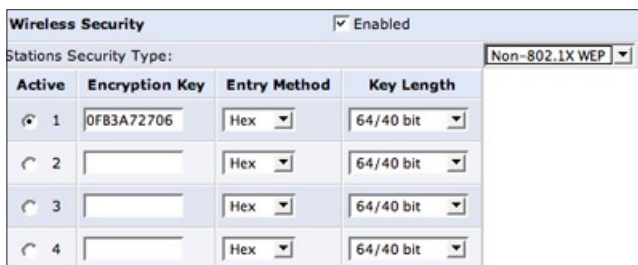 Wireless Security Enabled
Stations Security Type: Non-802.1X WEP
Active Encryption Key Entry Method Key Length
1 0FB3A72706 Hex 64/40 bit
2 Hex 64/40 bit
3 Hex 64/40 bit
4 Hex 64/40 bit